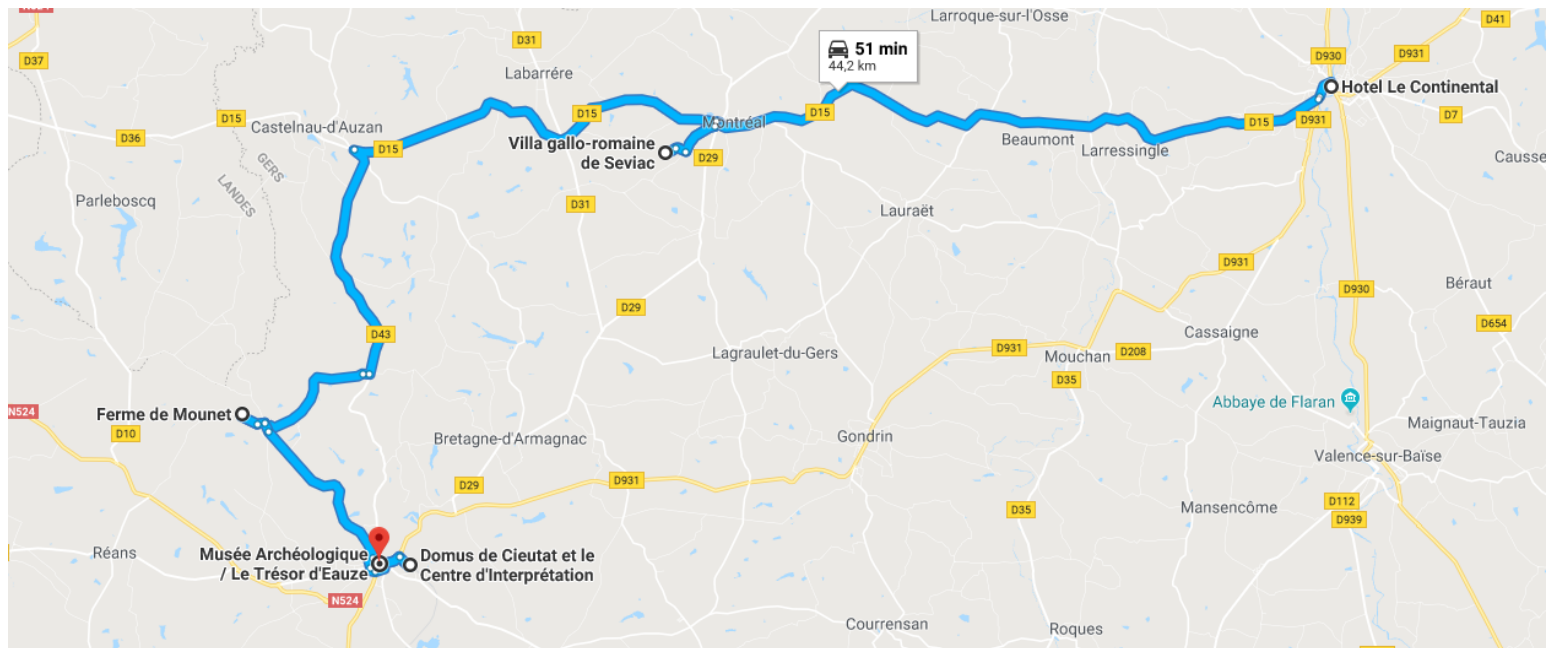 Larroque-sur-l'Osse
D41
D37
D31
D930
D931
51 min
44,2 km
Labarrére
Hotel Le Continental
D15
D15
D15
D7
Castelnau-d'Auzan
D36
Montréal
D15
D931
D15
Villa gallo-romaine
de Seviac
D29
Beaumont
Larressingle
Causse
GERS
LANDES
Parleboscq
D31
Lauraët
D931
D29
D930
Béraut
D43
Cassaigne
D654
Lagraulet-du-Gers
D931
Mouchan
D208
D35
Ferme de Mounet
N524
D10
Abbaye de Flaran
Bretagne-d'Armagnac
Gondrin
Maignaut-Tauzia
Valence-sur-Baïse
D29
D931
D35
Mansencôme
D112
D939
Réans
Musée Archéologique
/ Le Trésor d'Eauze
Domus de Cieutat et le
Centre d'Interprétation
N524
Courrensan
Roques